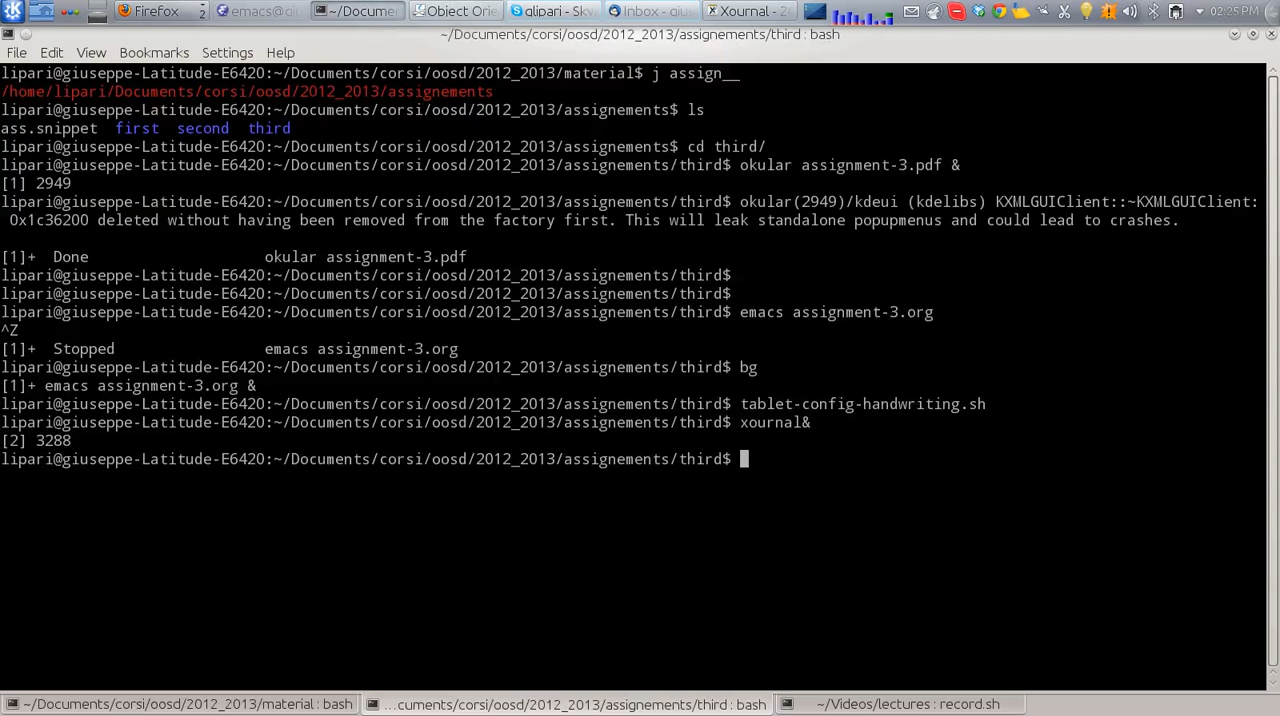 Firefox 2 emacs@gi ~/Docume Object One glipari - Sky Inbox - gius Xournal - 20 02:25 PM
~/Documents/corsi/oosd/2012_2013/assignements/third : bash
File Edit View Bookmarks Settings Help
lipari@giuseppe-Latitude-E6420:~/Documents/corsi/oosd/2012_2013/material$ j assign__
/home/lipari/Documents/corsi/oosd/2012_2013/assignements
lipari@giuseppe-Latitude-E6420:~/Documents/corsi/oosd/2012_2013/assignements$ ls
ass.snippet first second third
lipari@giuseppe-Latitude-E6420:~/Documents/corsi/oosd/2012_2013/assignements$ cd third/
lipari@giuseppe-Latitude-E6420:~/Documents/corsi/oosd/2012_2013/assignements/third$ okular assignment-3.pdf &
[1] 2949
lipari@giuseppe-Latitude-E6420:~/Documents/corsi/oosd/2012_2013/assignements/third$ okular(2949)/kdeui (kdelibs) KXMLGUIClient::~KXMLGUIClient:
0x1c36200 deleted without having been removed from the factory first. This will leak standalone popupmenus and could lead to crashes.
[1]+ Done okular assignment-3.pdf
lipari@giuseppe-Latitude-E6420:~/Documents/corsi/oosd/2012_2013/assignements/third$
lipari@giuseppe-Latitude-E6420:~/Documents/corsi/oosd/2012_2013/assignements/third$
lipari@giuseppe-Latitude-E6420:~/Documents/corsi/oosd/2012_2013/assignements/third$ emacs assignment-3.org
^Z
[1]+ Stopped emacs assignment-3.org
lipari@giuseppe-Latitude-E6420:~/Documents/corsi/oosd/2012_2013/assignements/third$ bg
[1]+ emacs assignment-3.org &
lipari@giuseppe-Latitude-E6420:~/Documents/corsi/oosd/2012_2013/assignements/third$ tablet-config-handwriting.sh
lipari@giuseppe-Latitude-E6420:~/Documents/corsi/oosd/2012_2013/assignements/third$ xournal&
[2] 3288
lipari@giuseppe-Latitude-E6420:~/Documents/corsi/oosd/2012_2013/assignements/third$
~/Documents/corsi/oosd/2012_2013/material : bash ...cuments/corsi/oosd/2012_2013/assignements/third : bash ~/Videos/lectures : record.sh